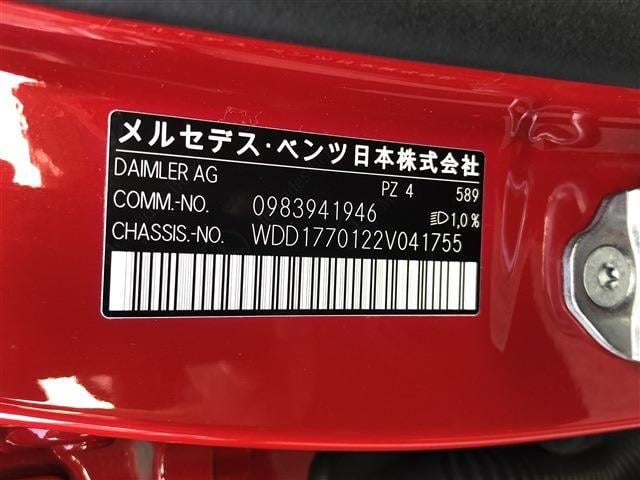 メルセデス・ベンツ日本株式会社
DAIMLER AG
PZ 4 589
COMM.-NO. 0983941946 1,0%
CHASSIS.-NO. WDD1770122V041755